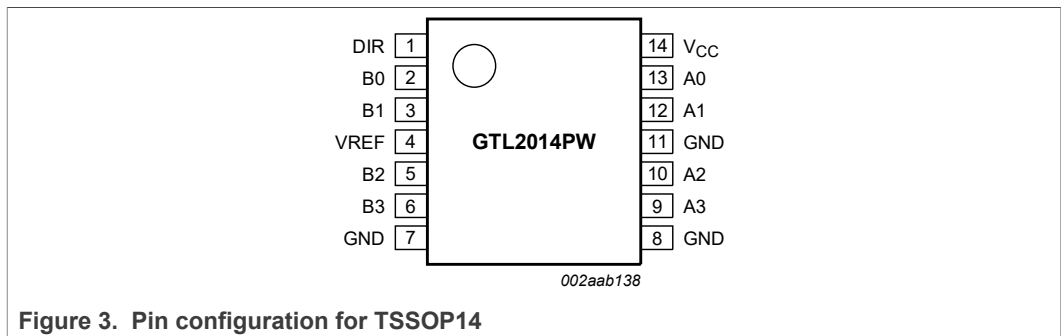 DIR 1 14 VCC
B0 2 13 A0
B1 3 12 A1
VREF 4 GTL2014PW 11 GND
B2 5 10 A2
B3 6 9 A3
GND 7 8 GND
002aab138
Figure 3. Pin configuration for TSSOP14